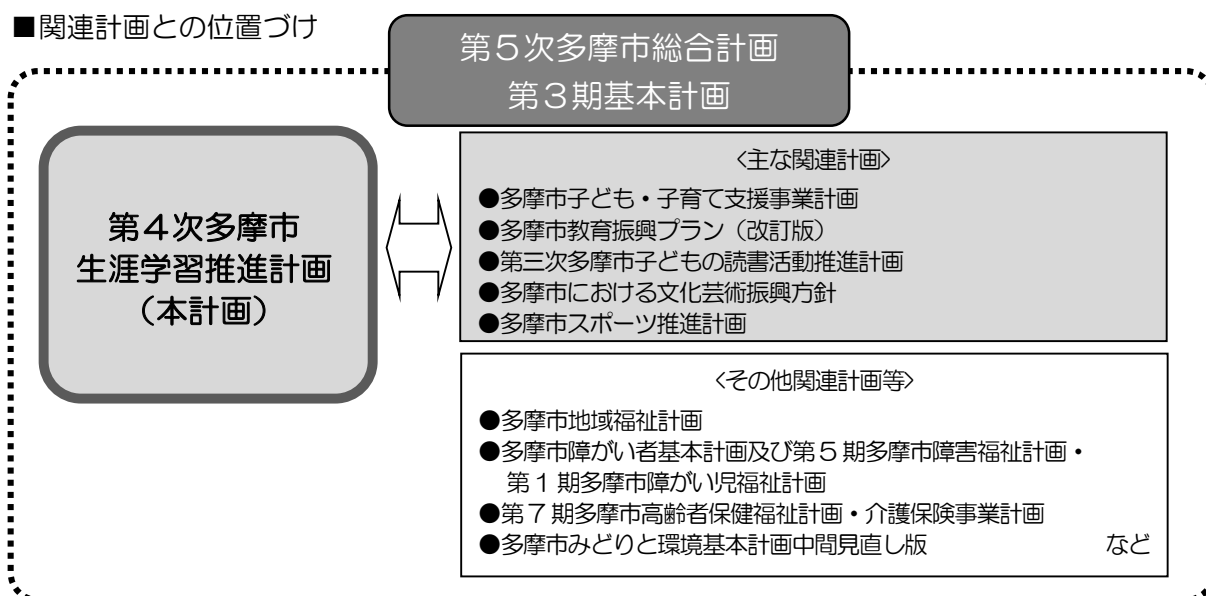 ■関連計画との位置づけ
第５次多摩市総合計画
第３期基本計画
第４次多摩市
生涯学習推進計画
（本計画）
<主な関連計画>
●多摩市子ども・子育て支援事業計画
●多摩市教育振興プラン（改訂版）
●第三次多摩市子どもの読書活動推進計画
●多摩市における文化芸術振興方針
●多摩市スポーツ推進計画
<その他関連計画等>
●多摩市地域福祉計画
●多摩市障がい者基本計画及び第５期多摩市障害福祉計画・
第１期多摩市障がい児福祉計画
●第７期多摩市高齢者保健福祉計画・介護保険事業計画
●多摩市みどりと環境基本計画中間見直し版 など